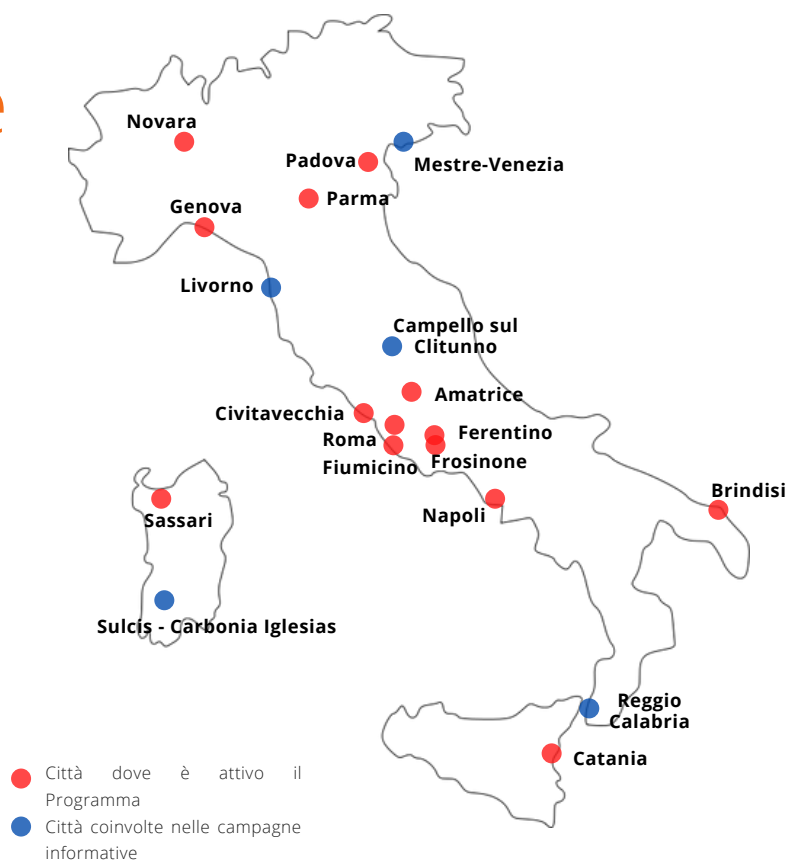 e
Novara
Padova
Mestre-Venezia
Parma
Genova
Livorno
Campello sul
Clitunno
Amatrice
Civitavecchia
Roma
Ferentino
Fiumicino
Frosinone
Brindisi
Napoli
Sassari
Sulcis - Carbonia Iglesias
Reggio
Calabria
Catania
Città dove è attivo il
Programma
Città coinvolte nelle campagne
informative